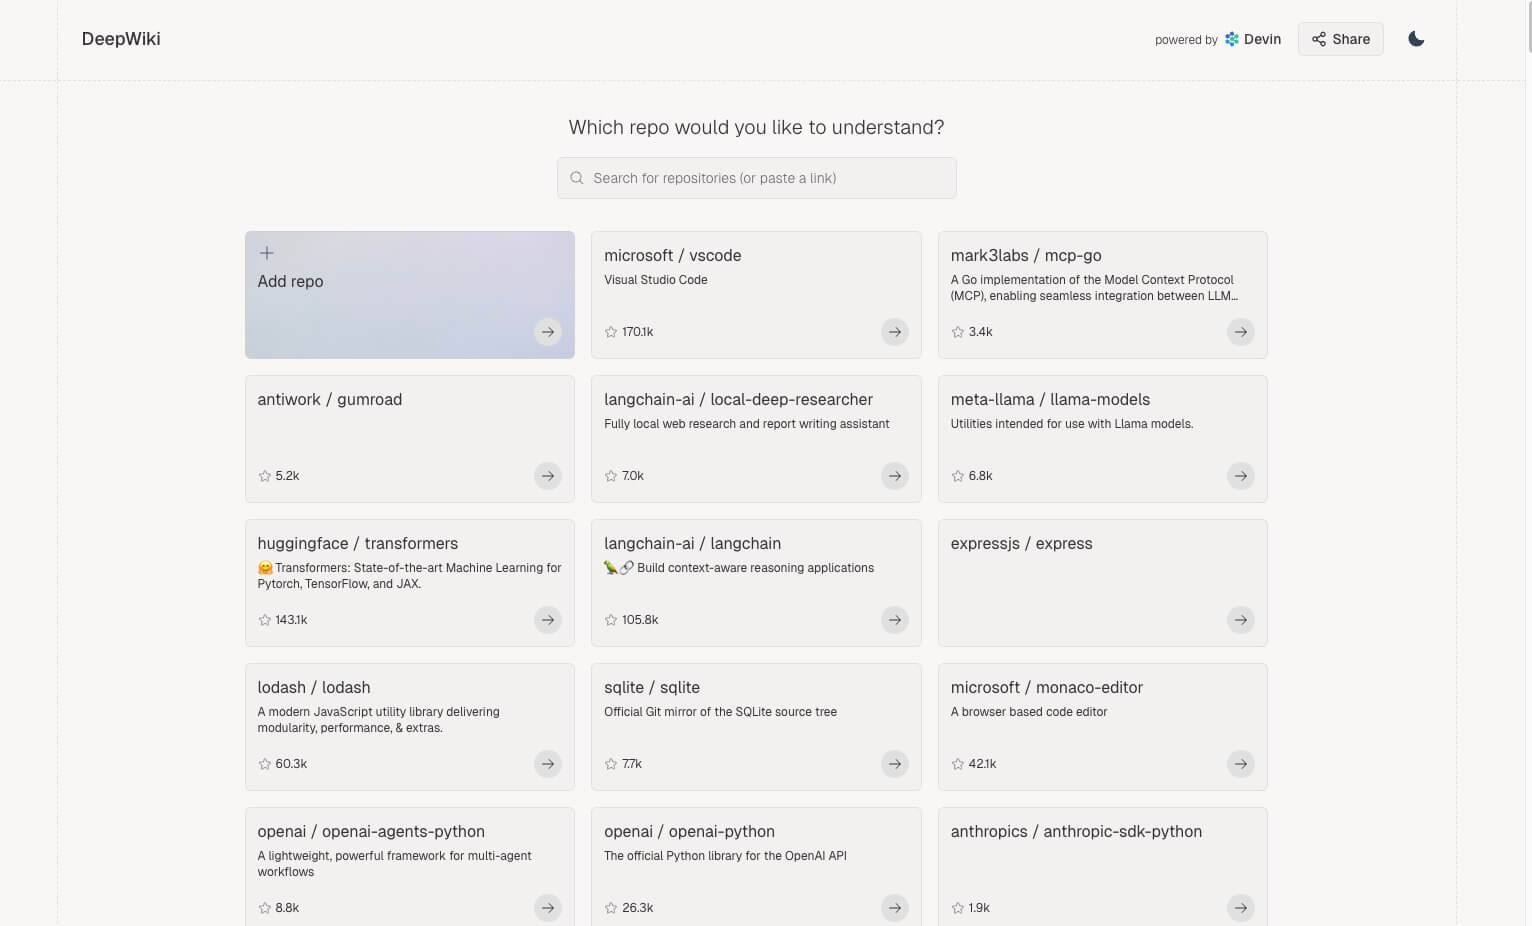 DeepWiki
powered by Devin
Share
Which repo would you like to understand?
Search for repositories (or paste a link)
Add repo
microsoft / vscode
Visual Studio Code
170.1k
mark3labs / mcp-go
A Go implementation of the Model Context Protocol
(MCP), enabling seamless integration between LLM...
3.4k
antiwork / gumroad
5.2k
langchain-ai / local-deep-researcher
Fully local web research and report writing assistant
7.0k
meta-llama / llama-models
Utilities intended for use with Llama models.
6.8k
huggingface / transformers
🤗 Transformers: State-of-the-art Machine Learning for
Pytorch, TensorFlow, and JAX.
143.1k
langchain-ai / langchain
🦜🔗 Build context-aware reasoning applications
105.8k
expressjs / express
lodash / lodash
A modern JavaScript utility library delivering
modularity, performance, & extras.
60.3k
sqlite / sqlite
Official Git mirror of the SQLite source tree
7.7k
microsoft / monaco-editor
A browser based code editor
42.1k
openai / openai-agents-python
A lightweight, powerful framework for multi-agent
workflows
8.8k
openai / openai-python
The official Python library for the OpenAI API
26.3k
anthropics / anthropic-sdk-python
1.9k